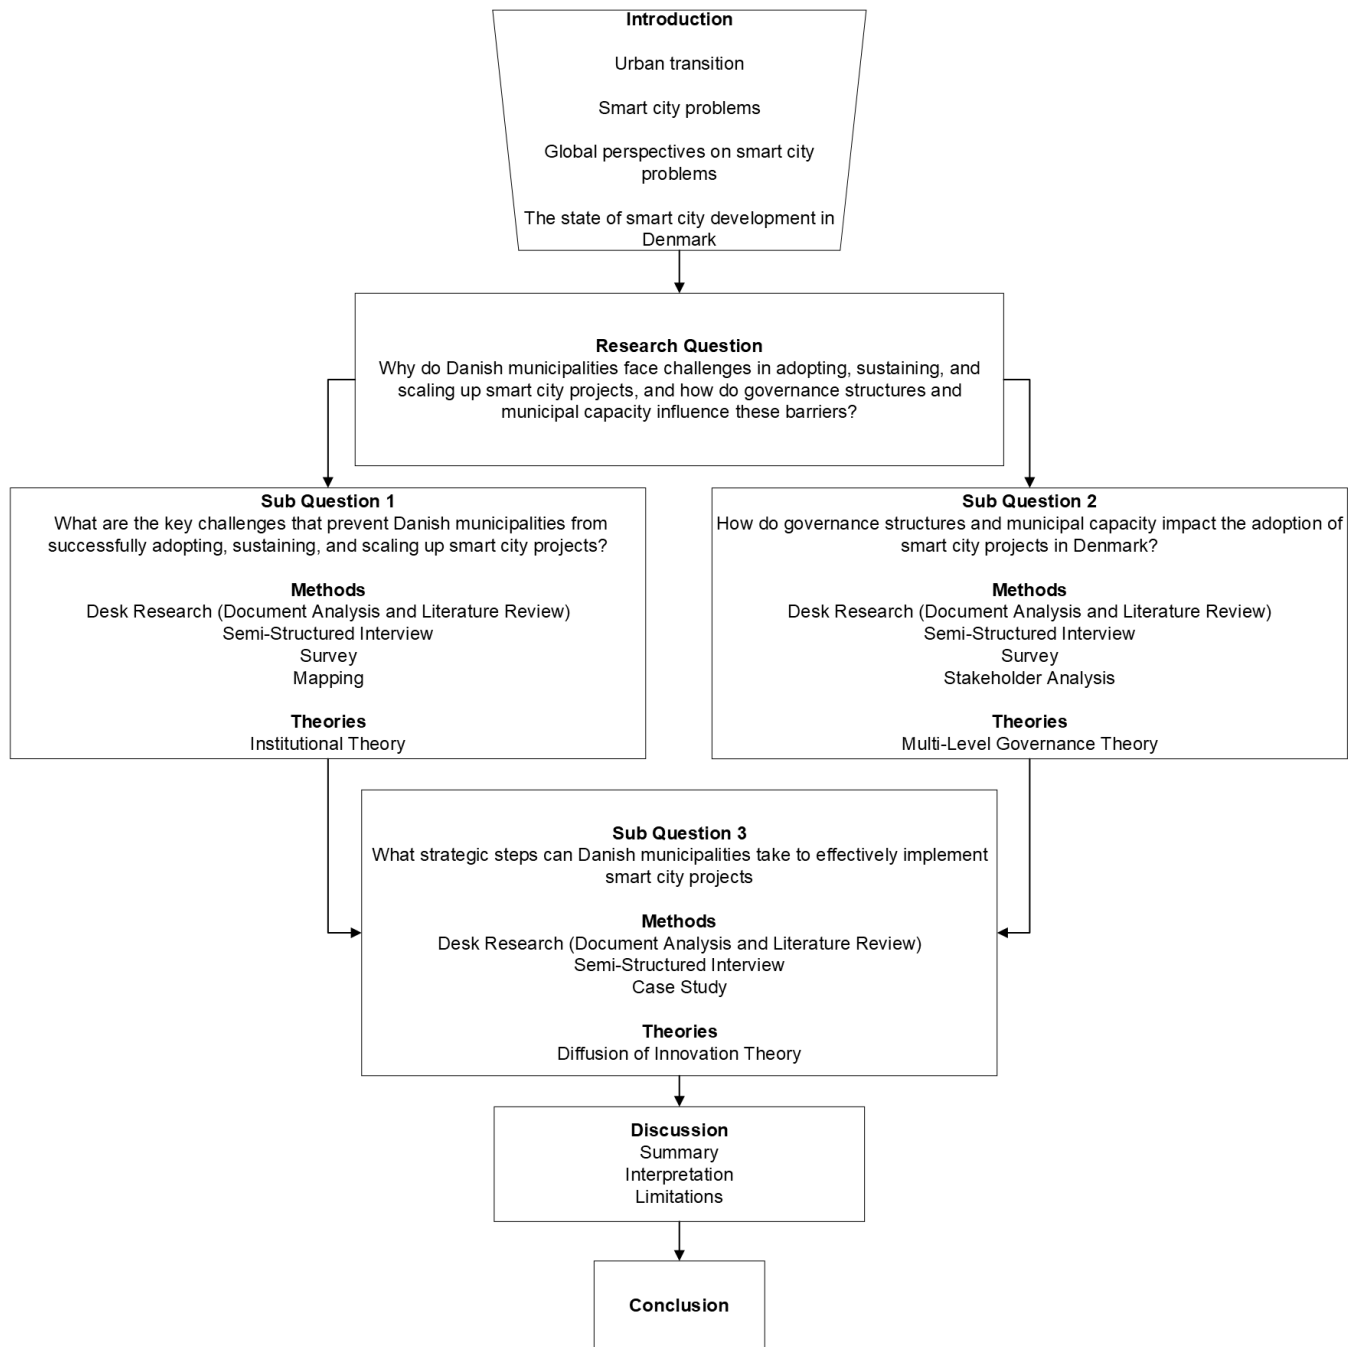 Introduction
Urban transition
Smart city problems
Global perspectives on smart city
problems
The state of smart city development in
Denmark
Research Question
Why do Danish municipalities face challenges in adopting, sustaining, and
scaling up smart city projects, and how do governance structures and
municipal capacity influence these barriers?
Sub Question 1
What are the key challenges that prevent Danish municipalities from
successfully adopting, sustaining, and scaling up smart city projects?
Methods
Desk Research (Document Analysis and Literature Review)
Semi-Structured Interview
Survey
Mapping
Theories
Institutional Theory
Sub Question 2
How do governance structures and municipal capacity impact the adoption of
smart city projects in Denmark?
Methods
Desk Research (Document Analysis and Literature Review)
Semi-Structured Interview
Survey
Stakeholder Analysis
Theories
Multi-Level Governance Theory
Sub Question 3
What strategic steps can Danish municipalities take to effectively implement
smart city projects
Methods
Desk Research (Document Analysis and Literature Review)
Semi-Structured Interview
Case Study
Theories
Diffusion of Innovation Theory
Discussion
Summary
Interpretation
Limitations
Conclusion